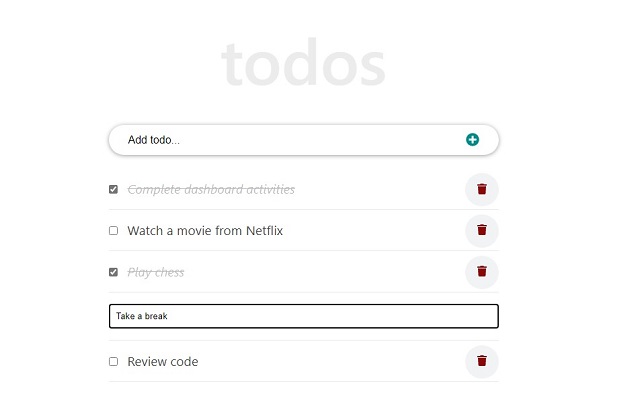 todos
Add todo...
Complete dashboard activities
Watch a movie from Netflix
Play chess
Take a break
Review code